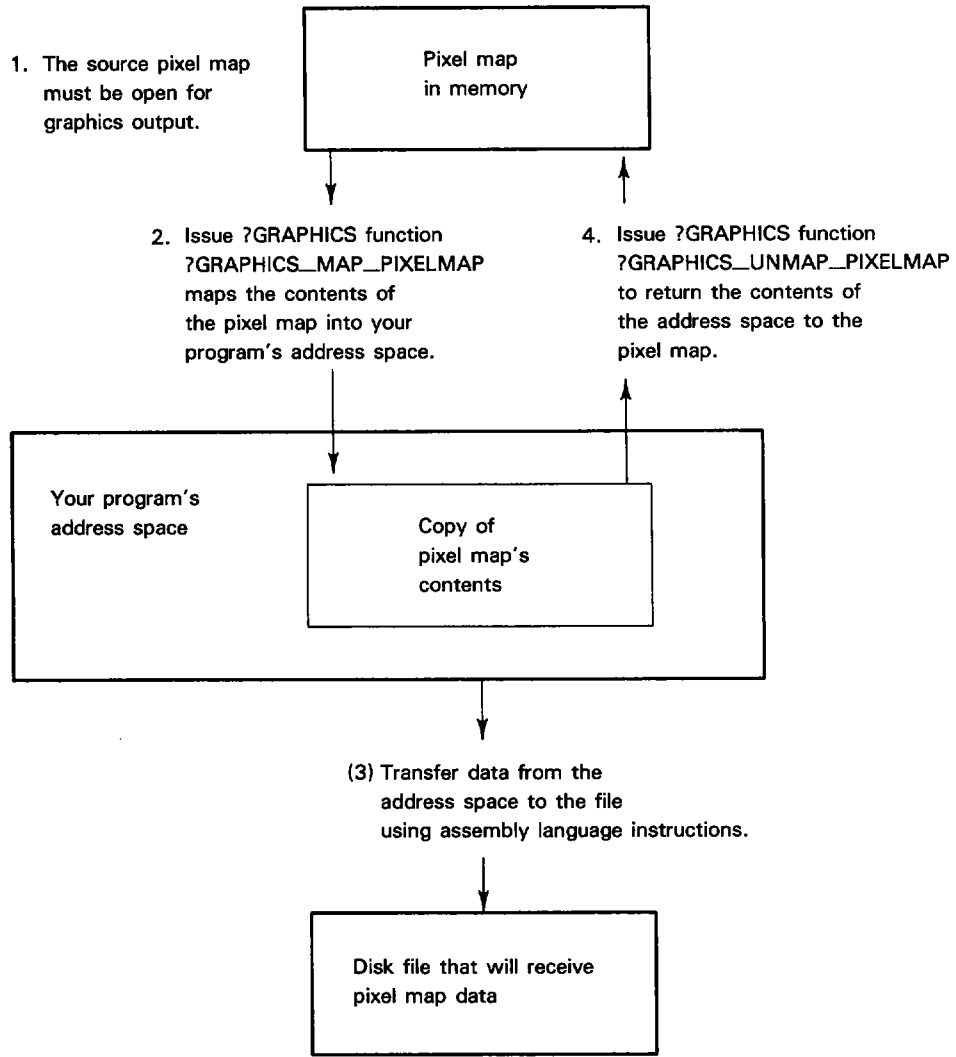 1. The source pixel map
must be open for
graphics output.
Pixel map
in memory
2. Issue ?GRAPHICS function
?GRAPHICS_MAP_PIXELMAP
maps the contents of
the pixel map into your
program's address space.
4. Issue ?GRAPHICS function
?GRAPHICS_UNMAP_PIXELMAP
to return the contents of
the address space to the
pixel map.
Your program's
address space
Copy of
pixel map's
contents
(3) Transfer data from the
address space to the file
using assembly language instructions.
Disk file that will receive
pixel map data